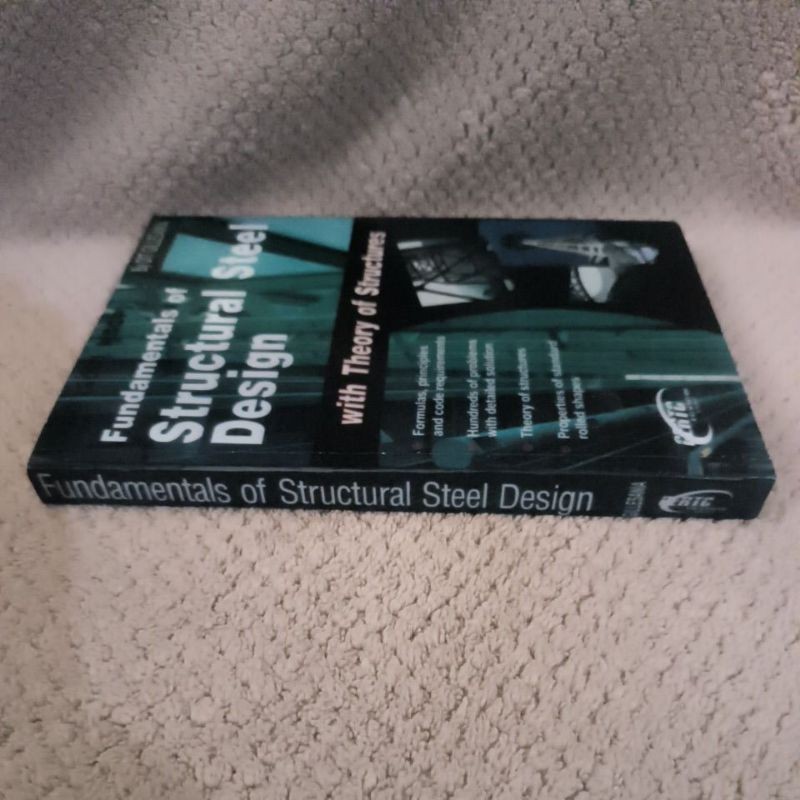 Fundamentals of
Structural Steel
Design
with Theory of Structures
Formulas, principles
and code requirements
Hundreds of problems
with detailed solution
Theory of structures
Properties of standard
rolled shapes
Fundamentals of Structural Steel Design